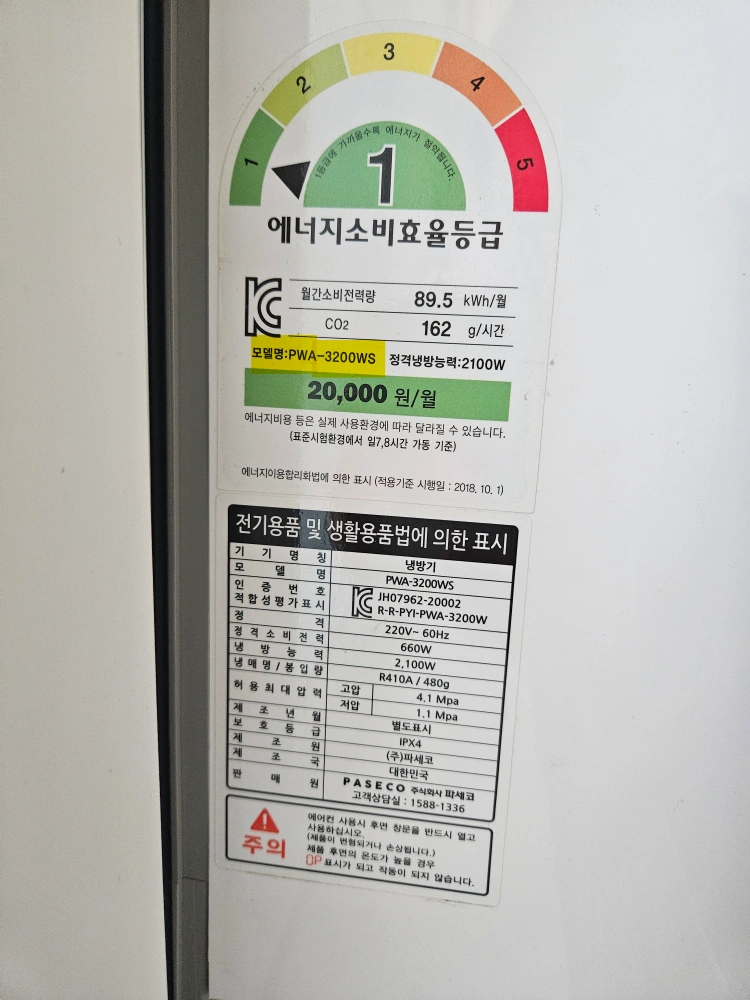 1 2 3 4 5
1등급에 가까울수록 에너지가 절약됩니다.
1
에너지소비효율등급
월간소비전력량 89.5 kWh/월
CO2 162 g/시간
모델명:PWA-3200WS 정격냉방능력:2100W
20,000 원/월
에너지비용 등은 실제 사용환경에 따라 달라질 수 있습니다.
(표준시험환경에서 일7.8시간 가동 기준)
에너지이용합리화법에 의한 표시 (적용기준 시행일 : 2018. 10. 1)
전기용품 및 생활용품법에 의한 표시
기기명칭 냉방기
모델명 PWA-3200WS
인증번호 JH07962-20002
적합성평가표시 R-R-PYI-PWA-3200W
정격 220V~ 60Hz
정격소비전력 660W
냉방능력 2,100W
냉매명/봉입량 R410A / 480g
허용최대압력 고압 4.1 Mpa
저압 1.1 Mpa
제조년월 별도표시
보호등급 IPX4
제조원 (주)파세코
제조국 대한민국
판매원 PASECO 주식회사 파세코
고객상담실 : 1588-1336
주의
에어컨 사용시 후면 창문을 반드시 열고
사용하십시오.
(제품이 변형되거나 손상됩니다.)
제품 후면의 온도가 높을 경우
OP표시가 되고 작동이 되지 않습니다.